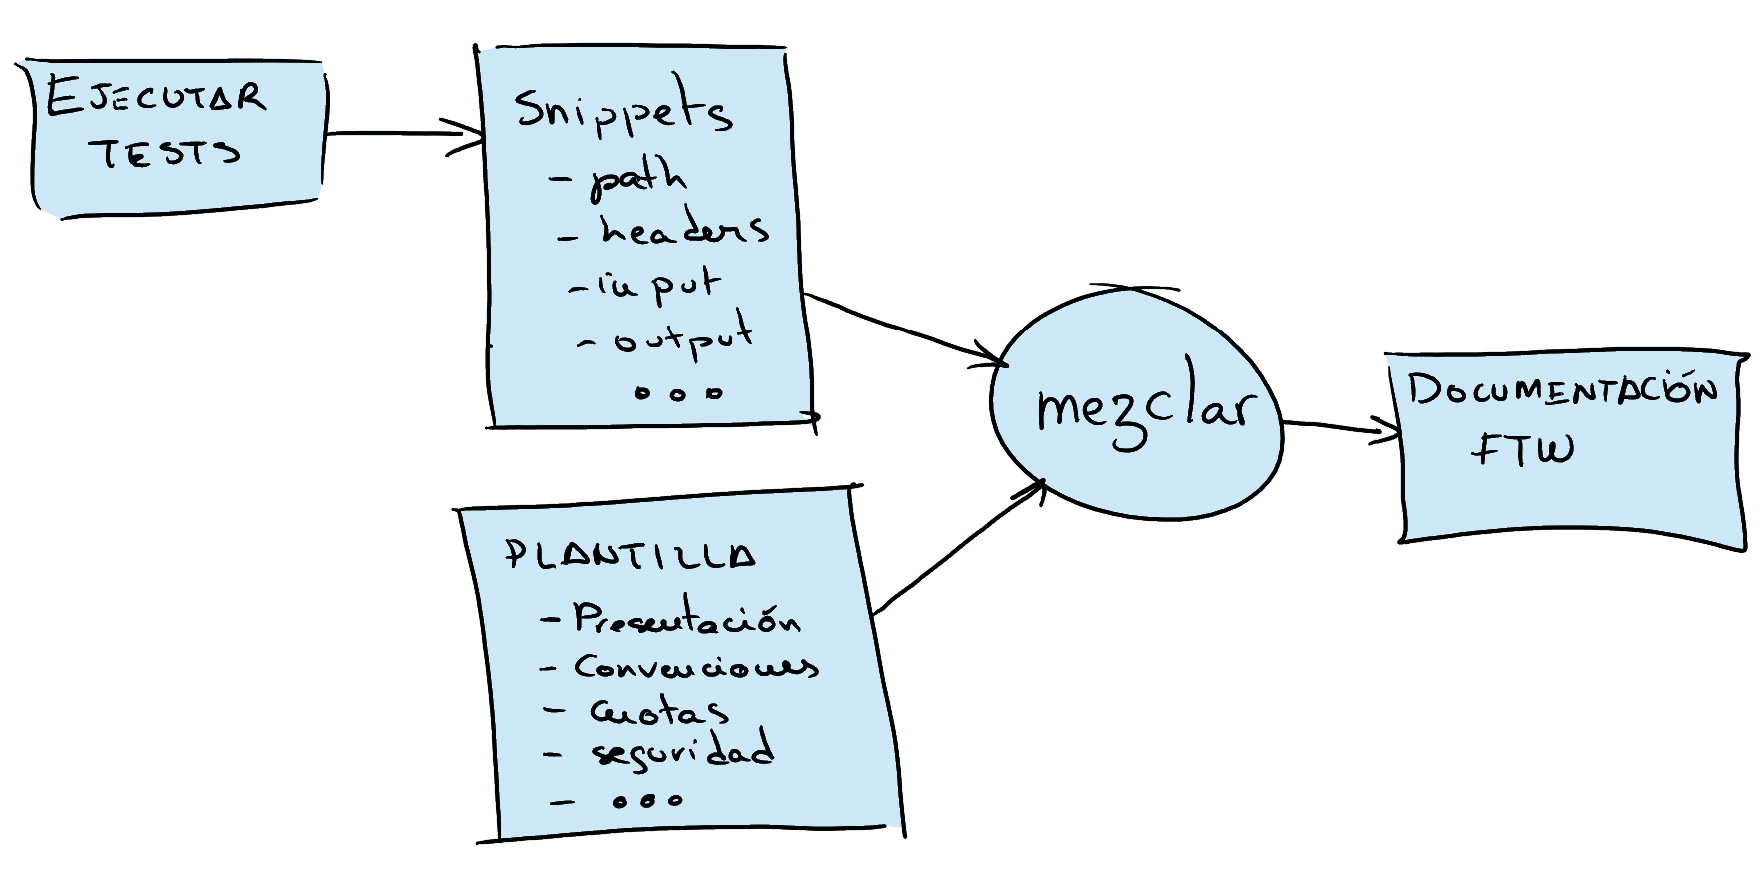 EJECUTAR
TESTS
Snippets
- path
- headers
- input
- output
...
PLANTILLA
- Presentación
- Convenciones
- Cuotas
- seguridad
- ...
mezclar
DOCUMENTACIÓN
FTW